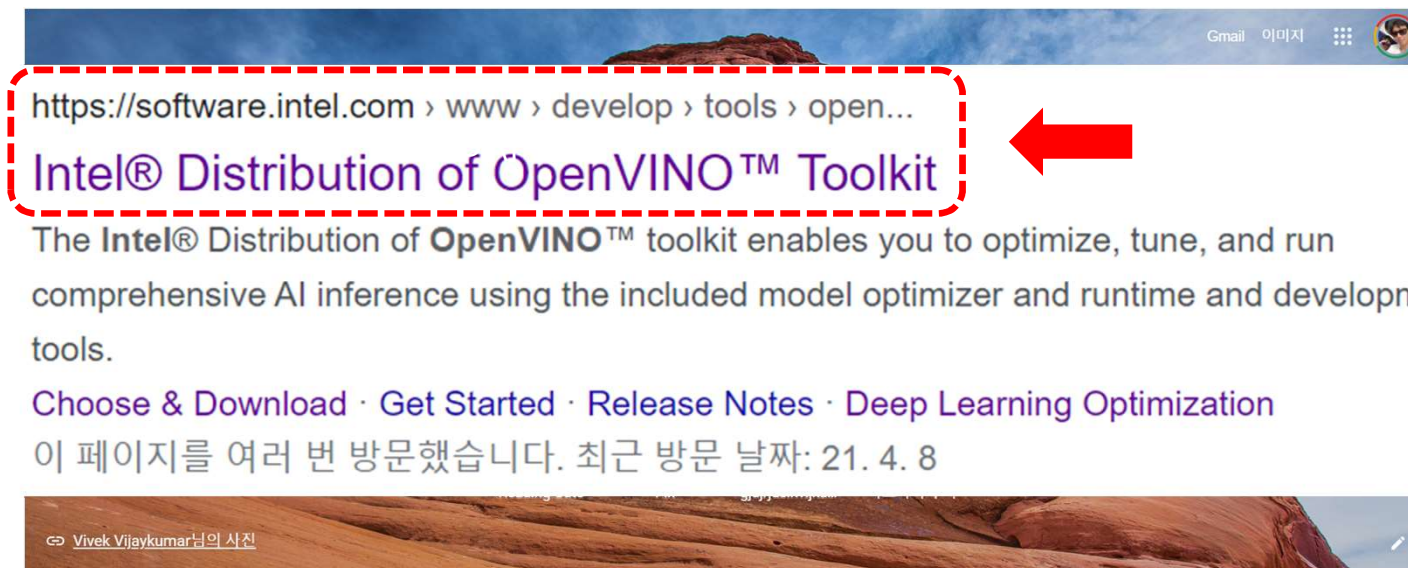 Gmail 이미지
https://software.intel.com › www › develop › tools › open...
Intel® Distribution of OpenVINO™ Toolkit
The Intel® Distribution of OpenVINO™ toolkit enables you to optimize, tune, and run
comprehensive AI inference using the included model optimizer and runtime and
tools.
Choose & Download · Get Started · Release Notes · Deep Learning Optimization
이 페이지를 여러 번 방문했습니다. 최근 방문 날짜: 21. 4. 8
Vivek Vijaykumar님의 사진